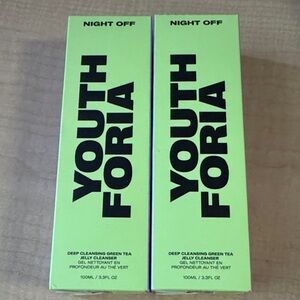 NIGHT OFF
YOUTH
FORIA
DEEP CLEANSING GREEN TEA
JELLY CLEANSER
GEL NETTOYANT EN
PROFONDEUR AU THÉ VERT
100ML / 3.3FL OZ
NIGHT OFF
YOUTH
FORIA
DEEP CLEANSING GREEN TEA
JELLY CLEANSER
GEL NETTOYANT EN
PROFONDEUR AU THÉ VERT
100ML / 3.3FL OZ